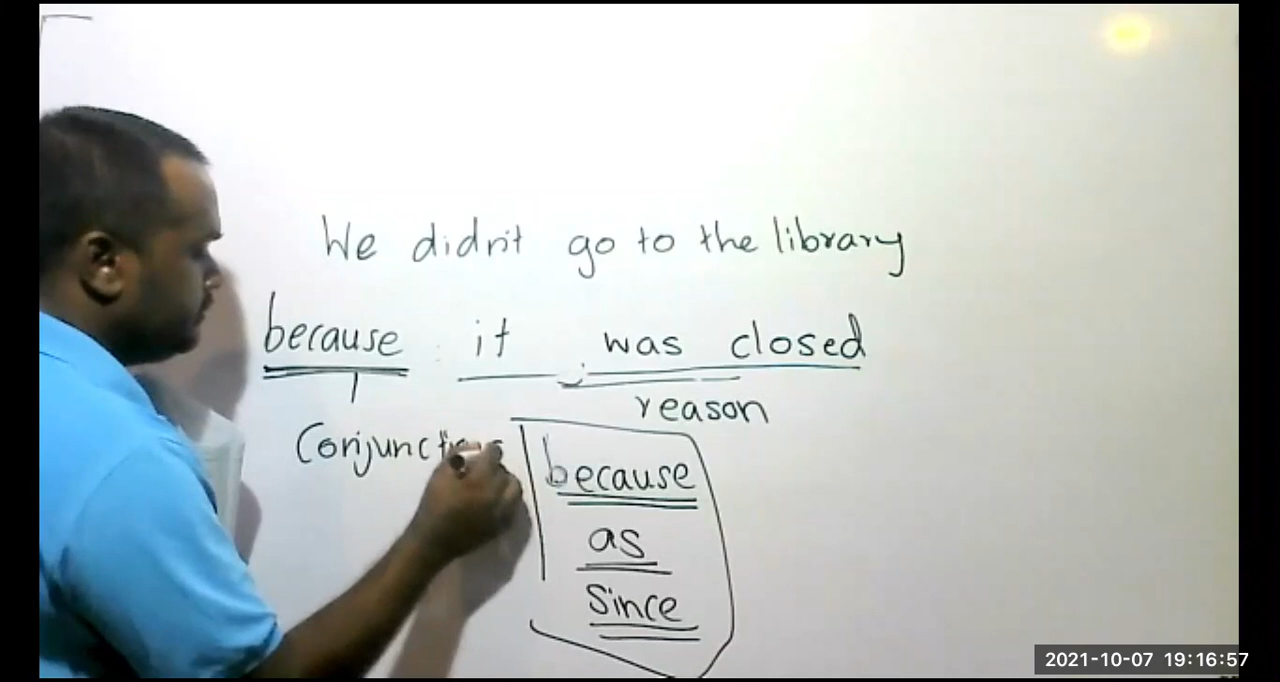 We didn't go to the library
because it was closed
reason
Conjunction
because
as
Since
2021-10-07 19:16:57